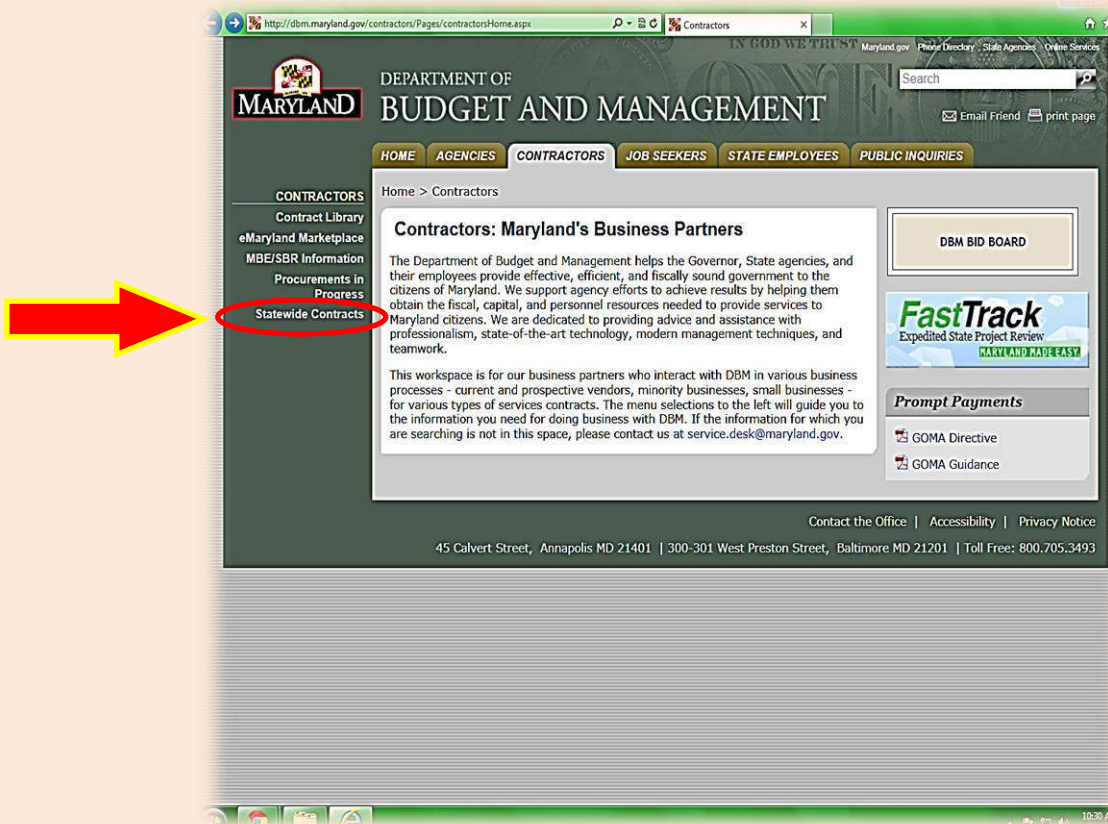 http://dbm.maryland.gov/contractors/Pages/contractorsHome.aspx
Contractors
IN GOD WE TRUST
Maryland.gov Phone Directory State Agencies Online Services
MARYLAND
DEPARTMENT OF
BUDGET AND MANAGEMENT
Search
Email Friend print page
HOME AGENCIES CONTRACTORS JOB SEEKERS STATE EMPLOYEES PUBLIC INQUIRIES
CONTRACTORS
Contract Library
eMaryland Marketplace
MBE/SBR Information
Procurements in
Progress
Statewide Contracts
Home > Contractors
Contractors: Maryland's Business Partners
The Department of Budget and Management helps the Governor, State agencies, and
their employees provide effective, efficient, and fiscally sound government to the
citizens of Maryland. We support agency efforts to achieve results by helping them
obtain the fiscal, capital, and personnel resources needed to provide services to
Maryland citizens. We are dedicated to providing advice and assistance with
professionalism, state-of-the-art technology, modern management techniques, and
teamwork.
This workspace is for our business partners who interact with DBM in various business
processes - current and prospective vendors, minority businesses, small businesses -
for various types of services contracts. The menu selections to the left will guide you to
the information you need for doing business with DBM. If the information for which you
are searching is not in this space, please contact us at service.desk@maryland.gov.
DBM BID BOARD
FastTrack
Expedited State Project Review
MARYLAND MADE EASY
Prompt Payments
GOMA Directive
GOMA Guidance
Contact the Office | Accessibility | Privacy Notice
45 Calvert Street, Annapolis MD 21401 | 300-301 West Preston Street, Baltimore MD 21201 | Toll Free: 800.705.3493
10:30